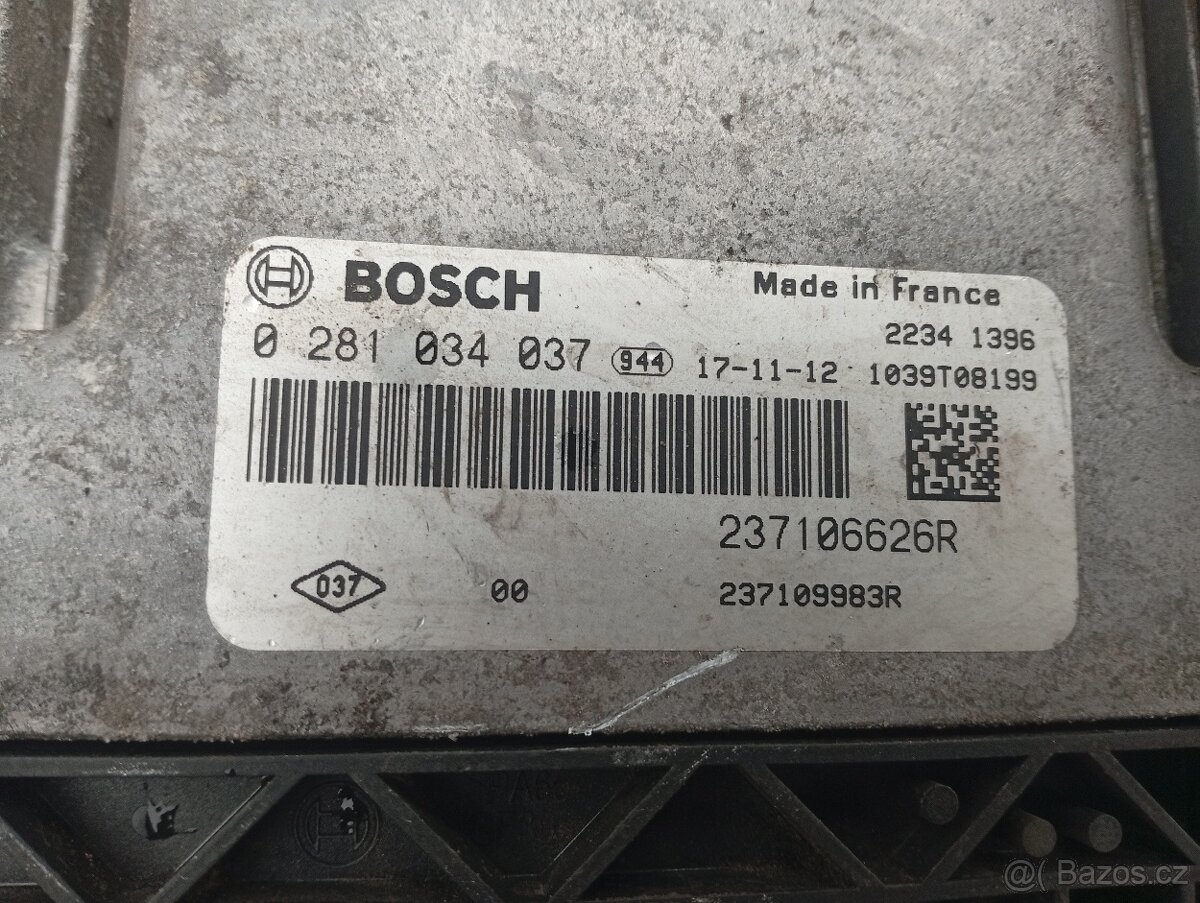 BOSCH Made in France
2234 1396
0 281 034 037 944 17-11-12 1039T08199
237106626R
037 00 237109983R
@( Bazos.cz